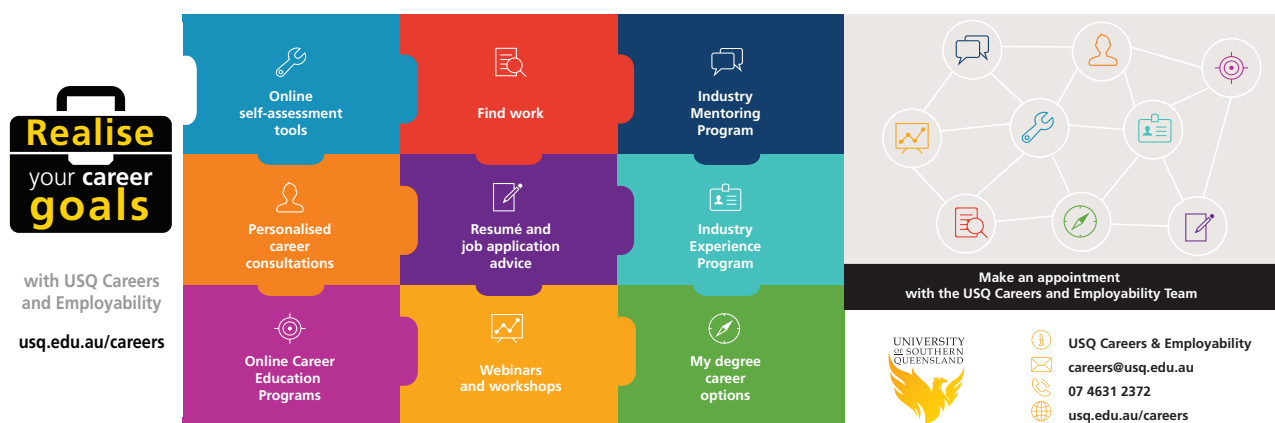 Realise
your career
goals
with USQ Careers
and Employability
usq.edu.au/careers
Online
self-assessment
tools
Find work
Industry
Mentoring
Program
Personalised
career
consultations
Resumé and
job application
advice
Industry
Experience
Program
Online Career
Education
Programs
Webinars
and workshops
My degree
career
options
Make an appointment
with the USQ Careers and Employability Team
UNIVERSITY
OF SOUTHERN
QUEENSLAND
USQ Careers & Employability
careers@usq.edu.au
07 4631 2372
usq.edu.au/careers